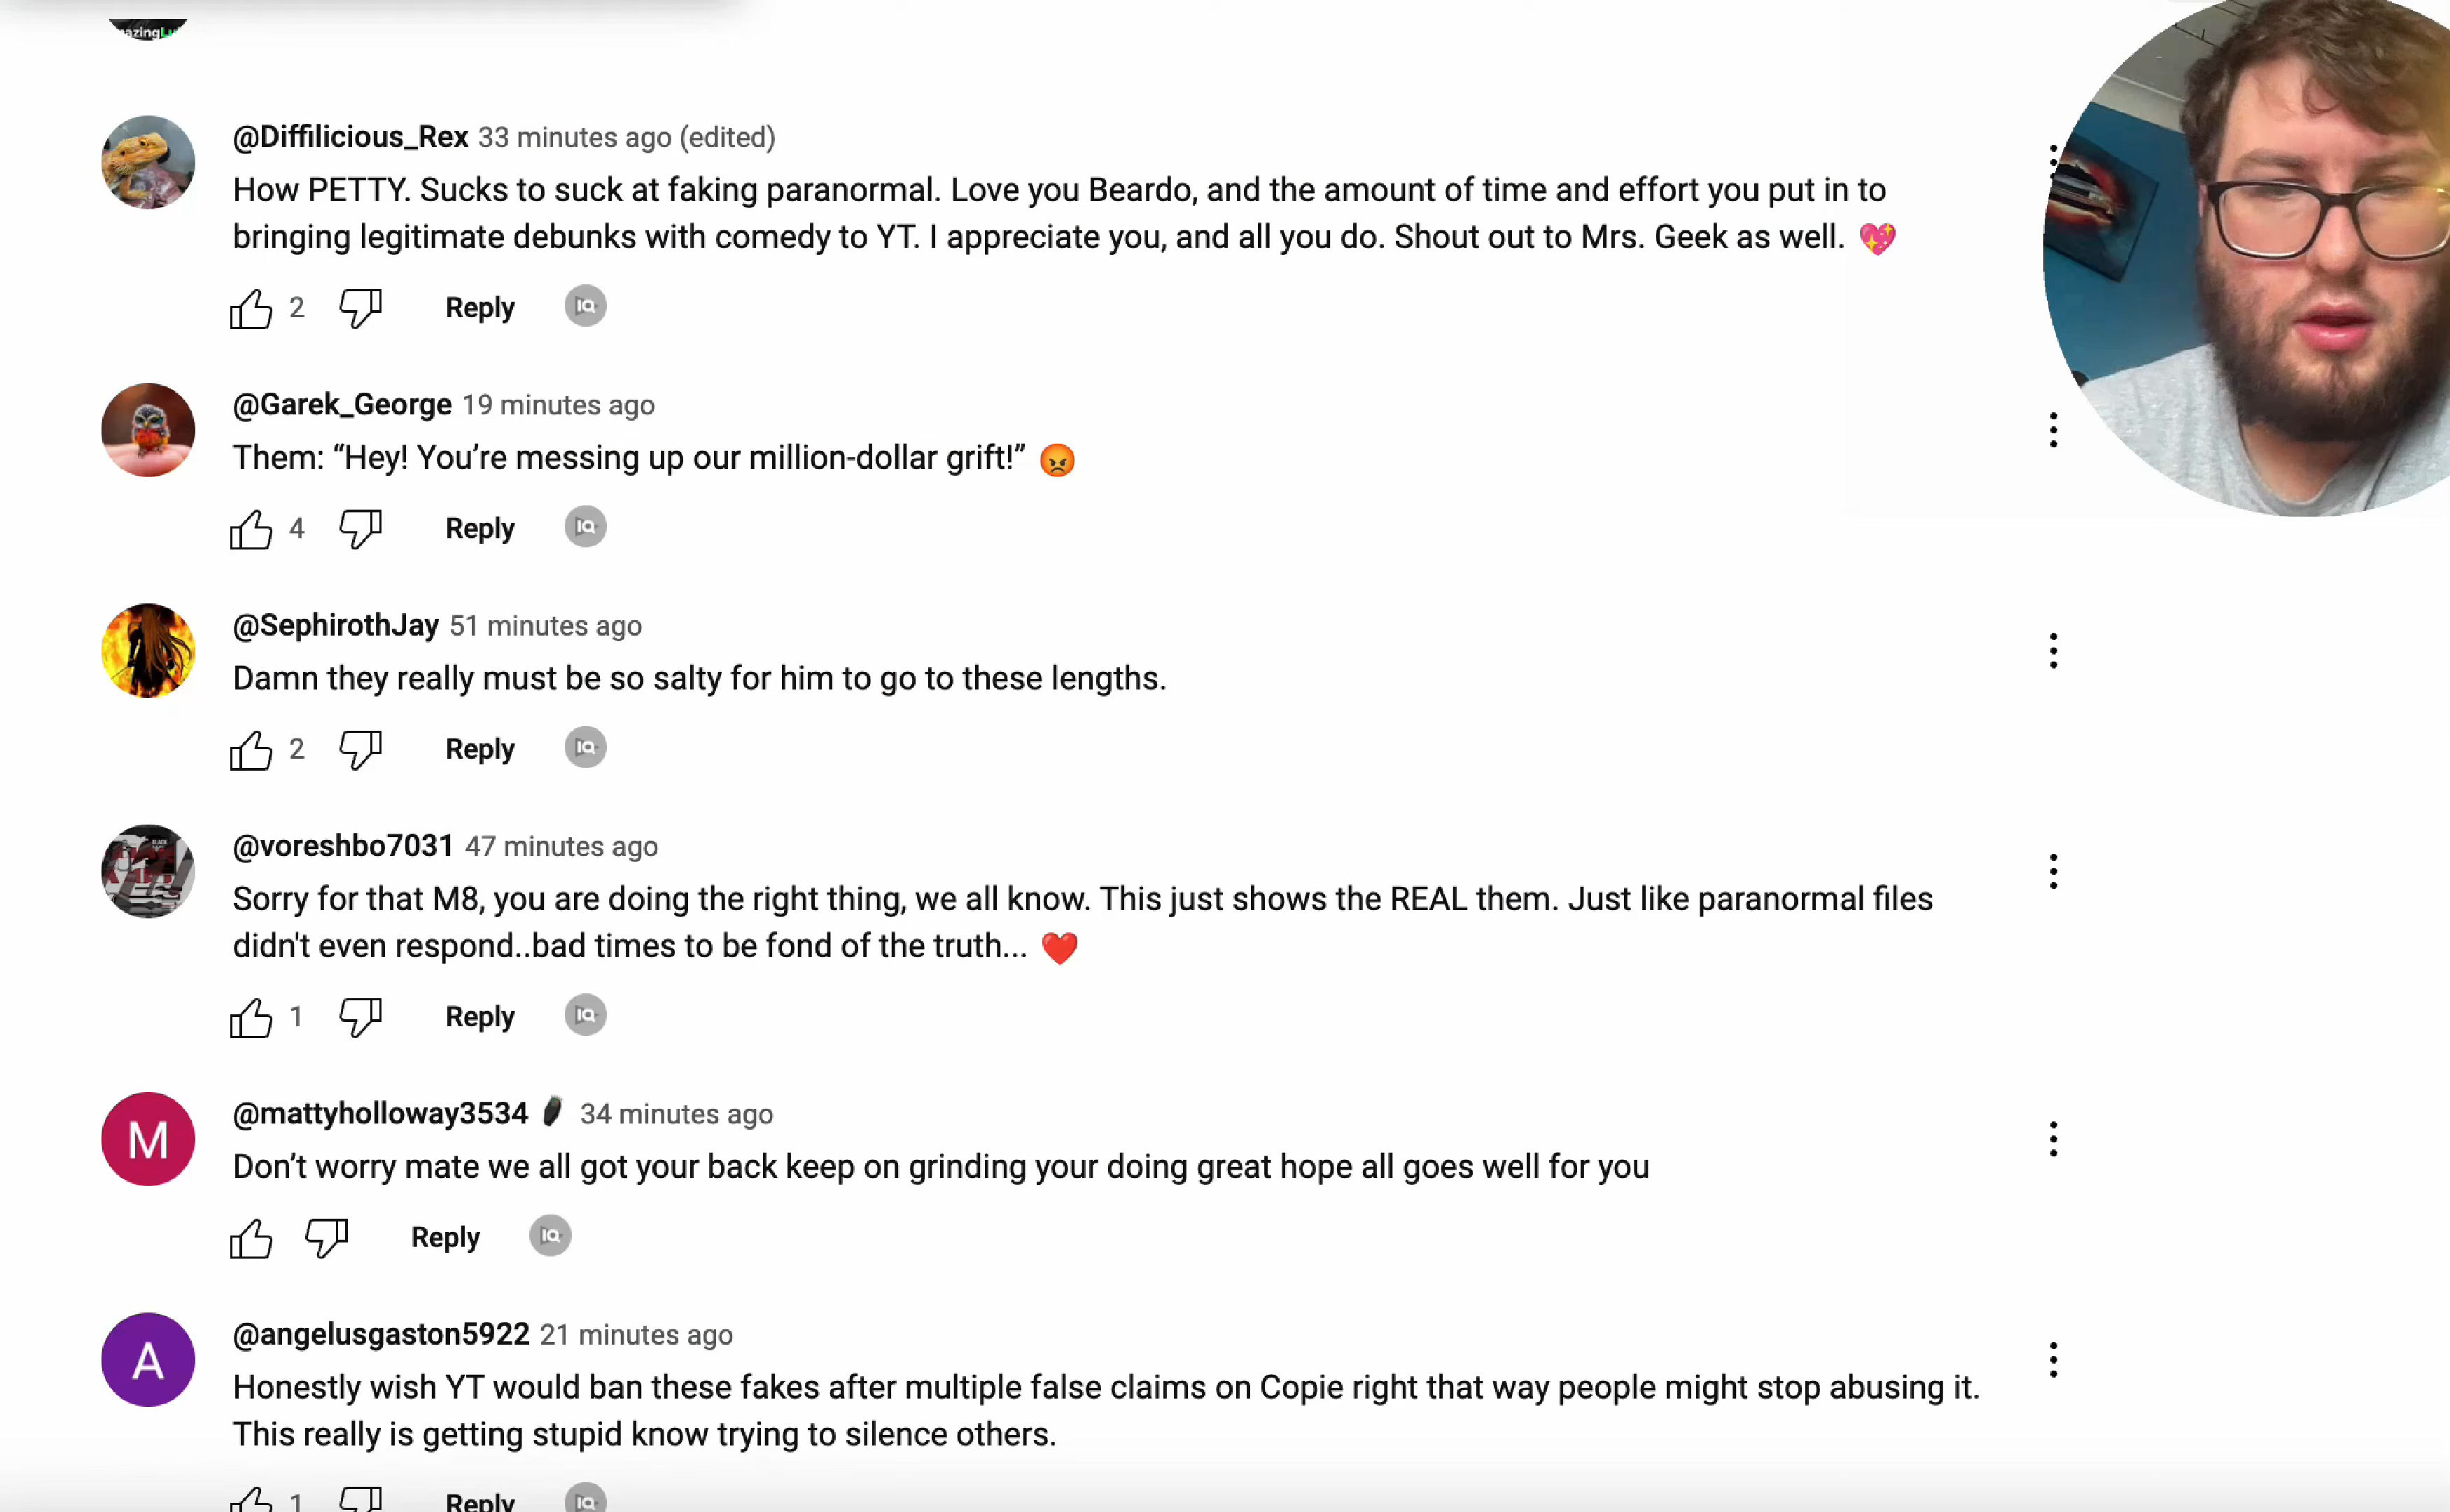 azingLu
@Diffilicious_Rex 33 minutes ago (edited)
How PETTY. Sucks to suck at faking paranormal. Love you Beardo, and the amount of time and effort you put in to
bringing legitimate debunks with comedy to YT. I appreciate you, and all you do. Shout out to Mrs. Geek as well. 💖
2 Reply IQ
@Garek_George 19 minutes ago
Them: “Hey! You’re messing up our million-dollar grift!” 😡
4 Reply IQ
@SephirothJay 51 minutes ago
Damn they really must be so salty for him to go to these lengths.
2 Reply IQ
@voreshbo7031 47 minutes ago
Sorry for that M8, you are doing the right thing, we all know. This just shows the REAL them. Just like paranormal files
didn't even respond..bad times to be fond of the truth... ❤️
1 Reply IQ
M
@mattyholloway3534 34 minutes ago
Don’t worry mate we all got your back keep on grinding your doing great hope all goes well for you
Reply IQ
A
@angelusgaston5922 21 minutes ago
Honestly wish YT would ban these fakes after multiple false claims on Copie right that way people might stop abusing it.
This really is getting stupid know trying to silence others.
1 Reply IQ